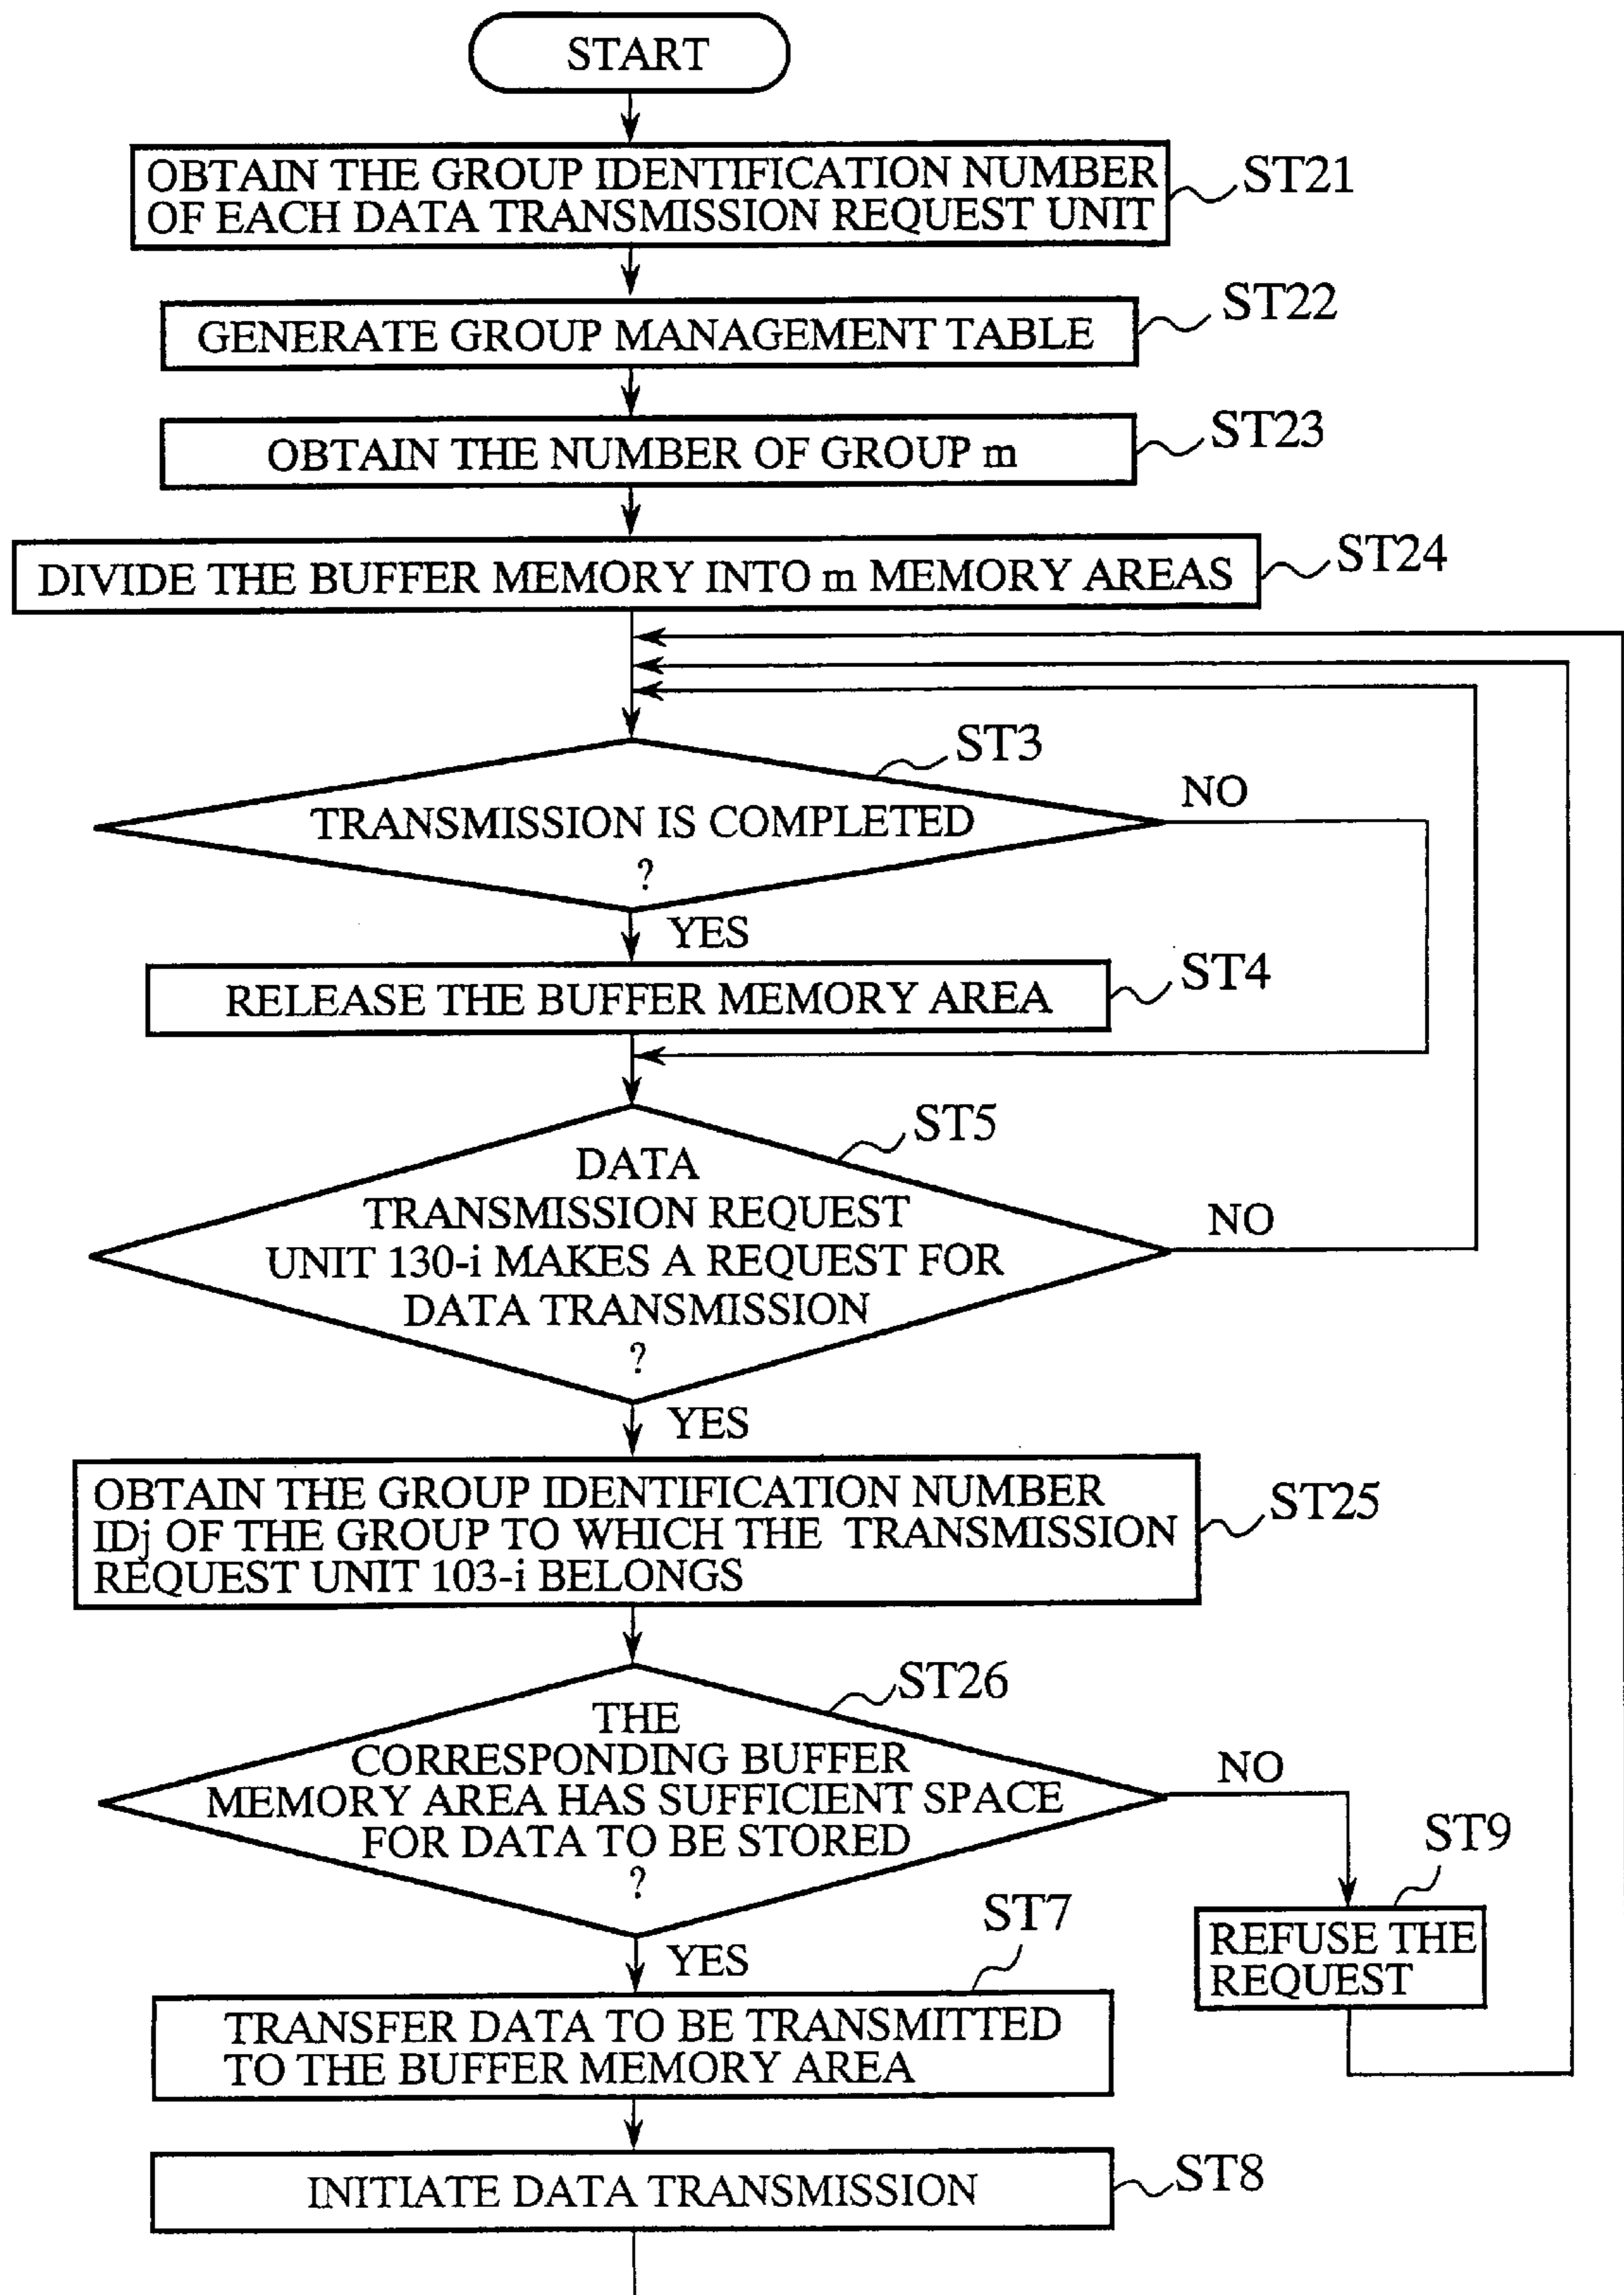 START
OBTAIN THE GROUP IDENTIFICATION NUMBER
OF EACH DATA TRANSMISSION REQUEST UNIT
ST21
GENERATE GROUP MANAGEMENT TABLE
ST22
OBTAIN THE NUMBER OF GROUP m
ST23
DIVIDE THE BUFFER MEMORY INTO m MEMORY AREAS
ST24
ST3
TRANSMISSION IS COMPLETED
?
NO
YES
RELEASE THE BUFFER MEMORY AREA
ST4
ST5
DATA
TRANSMISSION REQUEST
UNIT 130-i MAKES A REQUEST FOR
DATA TRANSMISSION
?
NO
YES
OBTAIN THE GROUP IDENTIFICATION NUMBER
IDj OF THE GROUP TO WHICH THE TRANSMISSION
REQUEST UNIT 103-i BELONGS
ST25
ST26
THE
CORRESPONDING BUFFER
MEMORY AREA HAS SUFFICIENT SPACE
FOR DATA TO BE STORED
?
NO
YES
ST9
REFUSE THE
REQUEST
ST7
TRANSFER DATA TO BE TRANSMITTED
TO THE BUFFER MEMORY AREA
INITIATE DATA TRANSMISSION
ST8